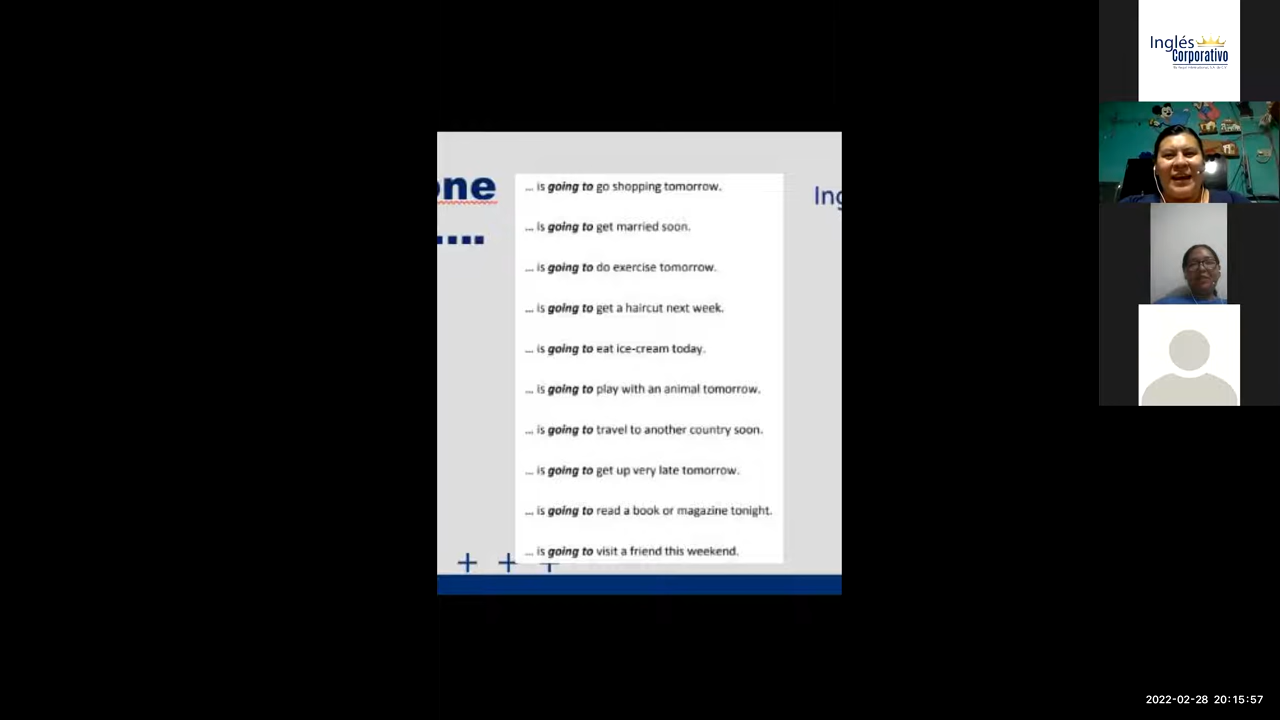 one
....
... is going to go shopping tomorrow.
... is going to get married soon.
... is going to do exercise tomorrow.
... is going to get a haircut next week.
... is going to eat ice-cream today.
... is going to play with an animal tomorrow.
... is going to travel to another country soon.
... is going to get up very late tomorrow.
... is going to read a book or magazine tonight.
... is going to visit a friend this weekend.
Ing
Inglés
Corporativo
2022-02-28 20:15:57